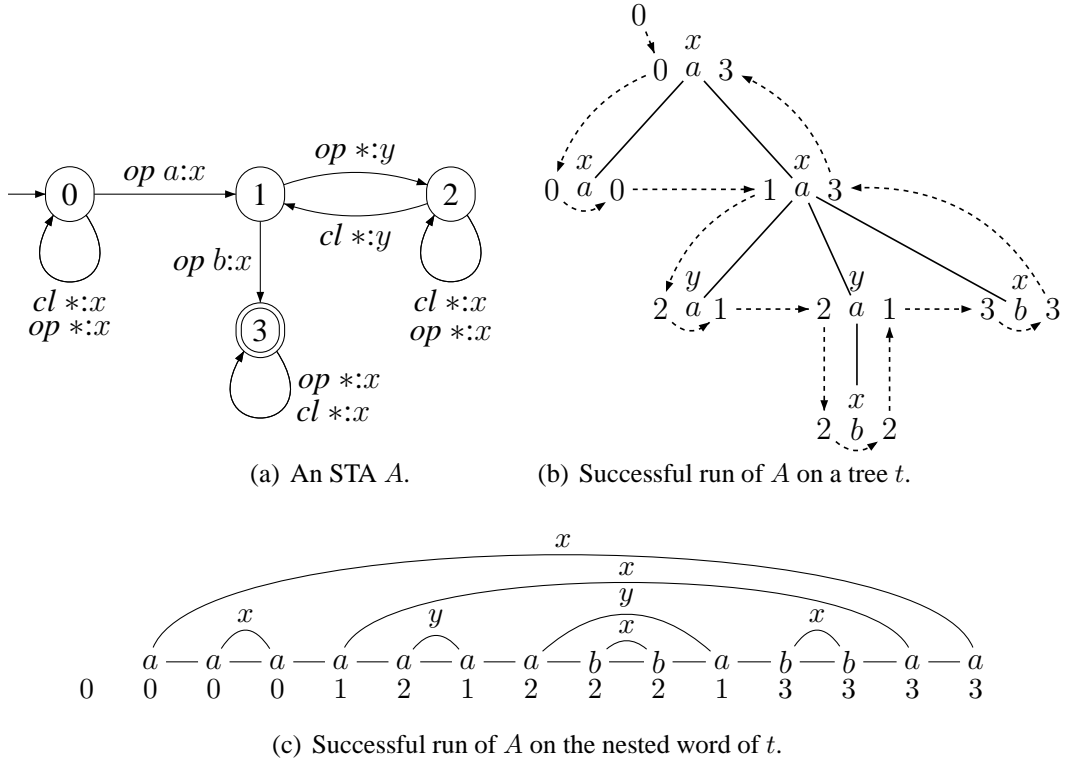 0
x
0 a 3
op a:x
op *:y
x
x
0 a 0
1 a 3
0
1
2
cl *:y
op b:x
y
y
x
cl *:x
op *:x
cl *:x
op *:x
2 a 1
2 a 1
3 b 3
3
op *:x
cl *:x
x
2 b 2
(a) An STA A.
(b) Successful run of A on a tree t.
x
x
y
x
y
x
x
a a a a a a a b b a b b a a
0 0 0 0 1 2 1 2 2 2 1 3 3 3 3
(c) Successful run of A on the nested word of t.